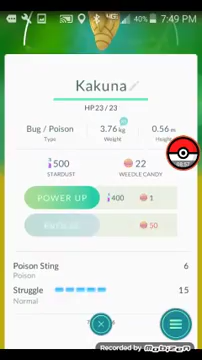 40% 7:49 PM
Kakuna
HP 23 / 23
Bug / Poison 3.76 kg 0.56 m
Type Weight Height
500 22
STARDUST WEEDLE CANDY
POWER UP 400 1
50
Poison Sting 6
Struggle 15
Normal
Recorded by